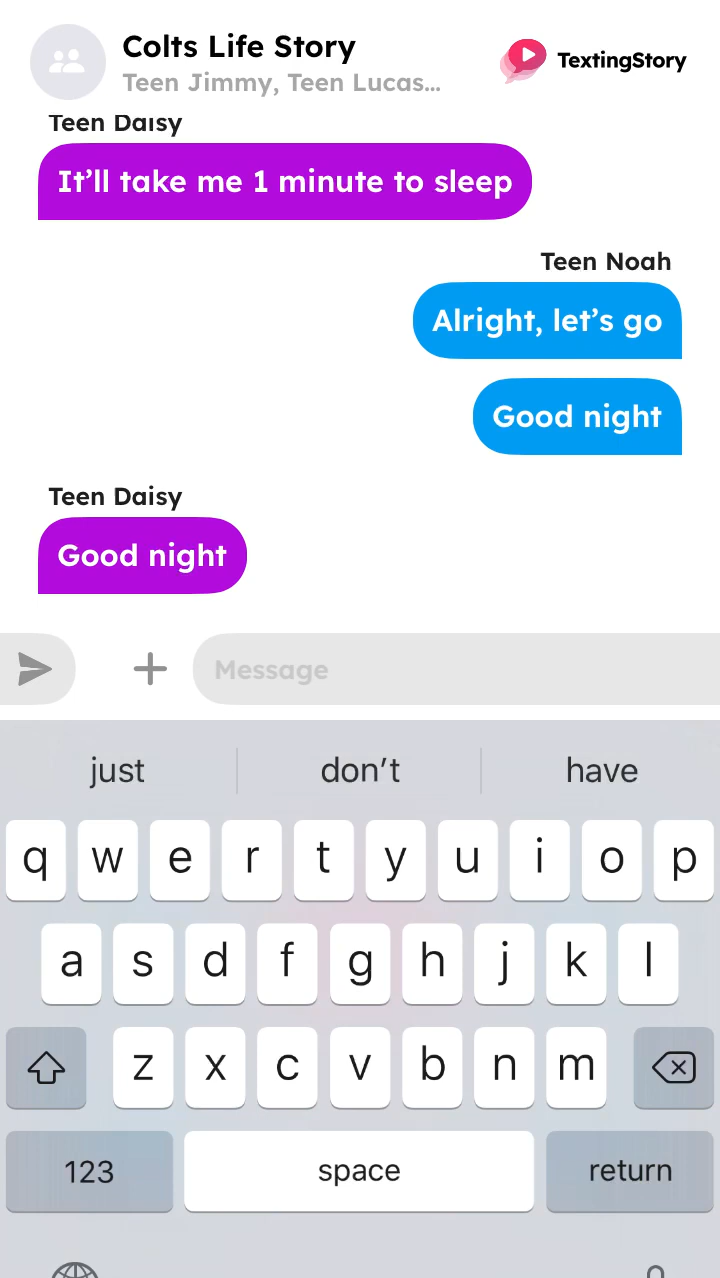 Colts Life Story
Teen Jimmy, Teen Lucas...
TextingStory
Teen Daisy
It’ll take me 1 minute to sleep
Teen Noah
Alright, let’s go
Good night
Teen Daisy
Good night
Message
just don’t have
q w e r t y u i o p
a s d f g h j k l
z x c v b n m
123 space return